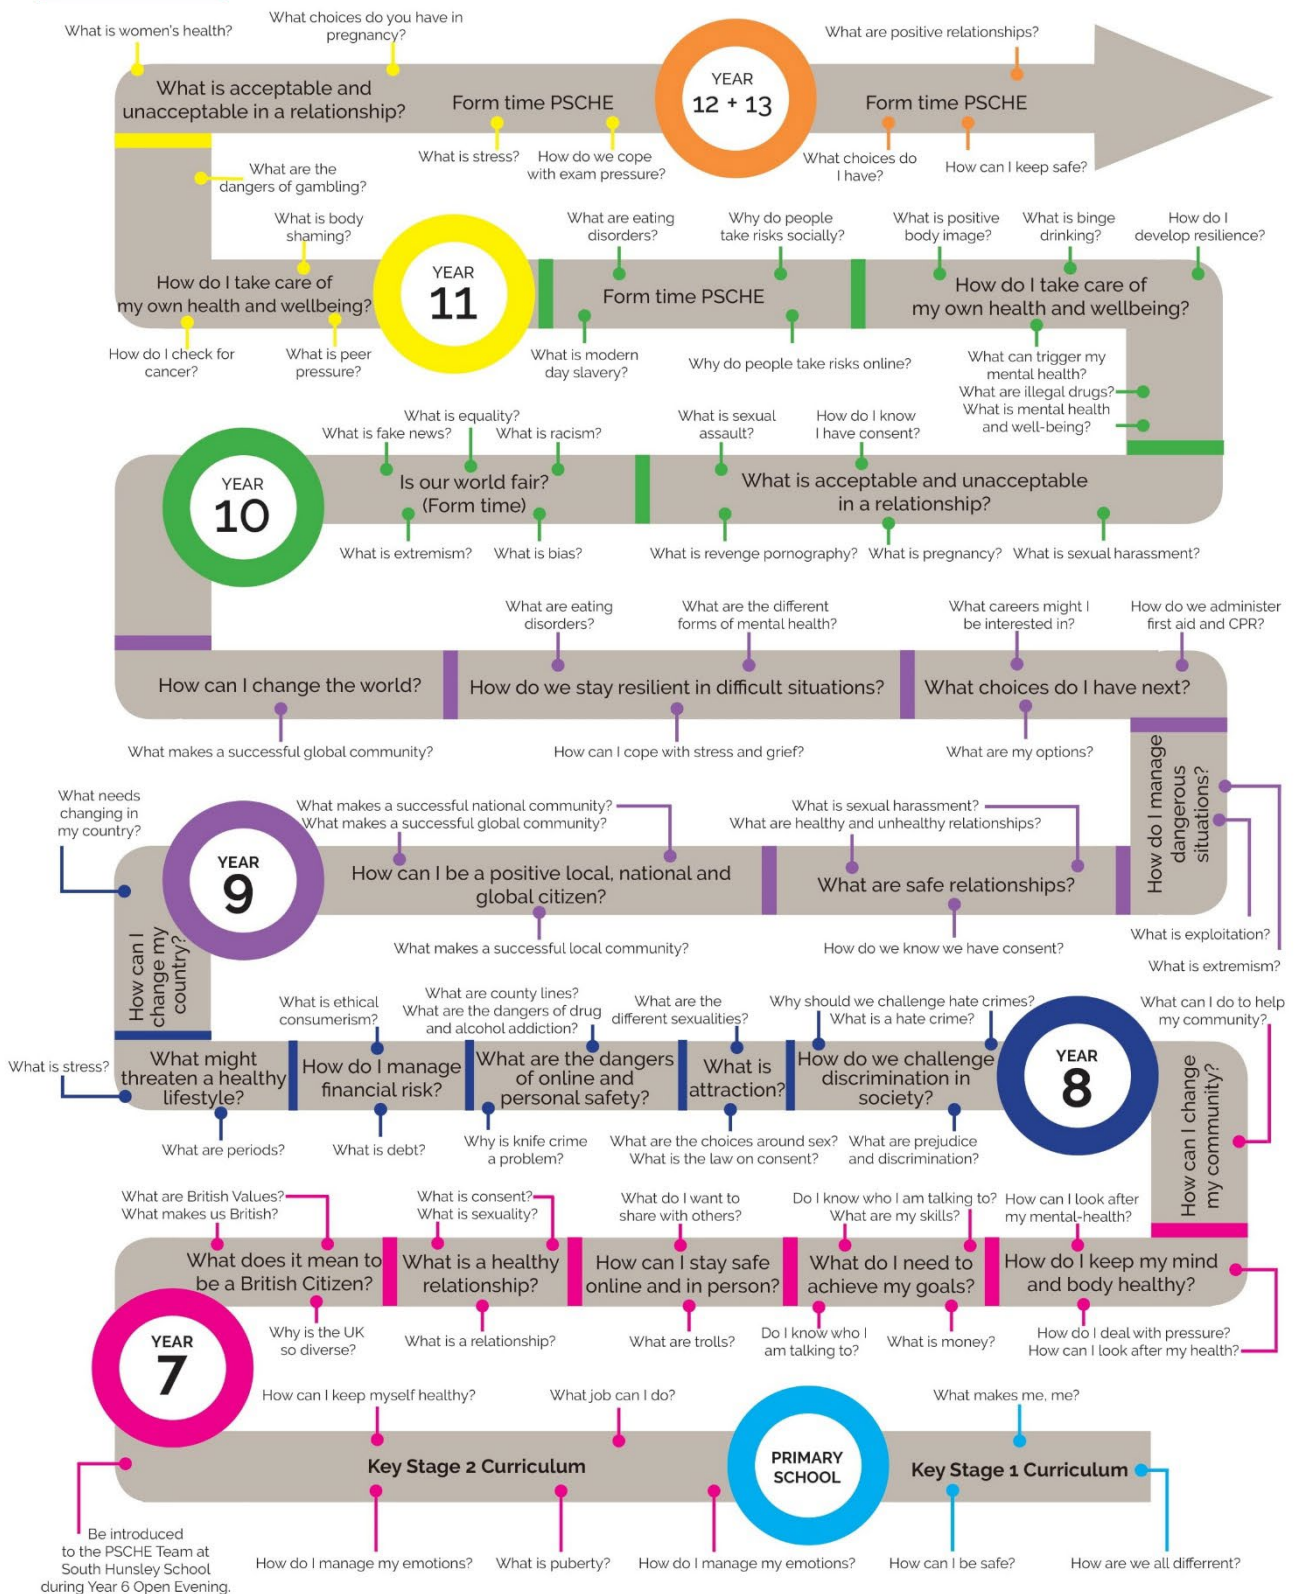 What is women's health?
What choices do you have in
pregnancy?
What are positive relationships?
What is acceptable and
unacceptable in a relationship?
Form time PSCHE
YEAR
12 + 13
Form time PSCHE
What is stress?
How do we cope
with exam pressure?
What choices do
I have?
How can I keep safe?
What are the
dangers of gambling?
What is body
shaming?
What are eating
disorders?
Why do people
take risks socially?
What is positive
body image?
What is binge
drinking?
How do I
develop resilience?
How do I take care of
my own health and wellbeing?
YEAR
11
Form time PSCHE
How do I take care of
my own health and wellbeing?
How do I check for
cancer?
What is peer
pressure?
What is modern
day slavery?
Why do people take risks online?
What can trigger my
mental health?
What are illegal drugs?
What is mental health
and well-being?
What is equality?
What is fake news?
What is racism?
What is sexual
assault?
How do I know
I have consent?
YEAR
10
Is our world fair?
(Form time)
What is acceptable and unacceptable
in a relationship?
What is extremism?
What is bias?
What is revenge pornography?
What is pregnancy?
What is sexual harassment?
What are eating
disorders?
What are the different
forms of mental health?
What careers might I
be interested in?
How do we administer
first aid and CPR?
How can I change the world?
How do we stay resilient in difficult situations?
What choices do I have next?
What makes a successful global community?
How can I cope with stress and grief?
What are my options?
How do I manage
dangerous
situations?
What needs
changing in
my country?
What makes a successful national community?
What makes a successful global community?
What is sexual harassment?
What are healthy and unhealthy relationships?
YEAR
9
How can I be a positive local, national and
global citizen?
What are safe relationships?
What makes a successful local community?
How do we know we have consent?
What is exploitation?
What is extremism?
How can I
change my
country?
What is ethical
consumerism?
What are county lines?
What are the dangers of drug
and alcohol addiction?
What are the
different sexualities?
Why should we challenge hate crimes?
What is a hate crime?
What can I do to help
my community?
What is stress?
What might
threaten a healthy
lifestyle?
How do I manage
financial risk?
What are the dangers
of online and
personal safety?
What is
attraction?
How do we challenge
discrimination in
society?
YEAR
8
How can I change
my community?
What are periods?
What is debt?
Why is knife crime
a problem?
What are the choices around sex?
What is the law on consent?
What are prejudice
and discrimination?
What are British Values?
What makes us British?
What is consent?
What is sexuality?
What do I want to
share with others?
Do I know who I am talking to?
What are my skills?
How can I look after
my mental-health?
What does it mean to
be a British Citizen?
What is a healthy
relationship?
How can I stay safe
online and in person?
What do I need to
achieve my goals?
How do I keep my mind
and body healthy?
YEAR
7
Why is the UK
so diverse?
What is a relationship?
What are trolls?
Do I know who I
am talking to?
What is money?
How do I deal with pressure?
How can I look after my health?
How can I keep myself healthy?
What job can I do?
What makes me, me?
Key Stage 2 Curriculum
PRIMARY
SCHOOL
Key Stage 1 Curriculum
Be introduced
to the PSCHE Team at
South Hunsley School
during Year 6 Open Evening.
How do I manage my emotions?
What is puberty?
How do I manage my emotions?
How can I be safe?
How are we all differrent?